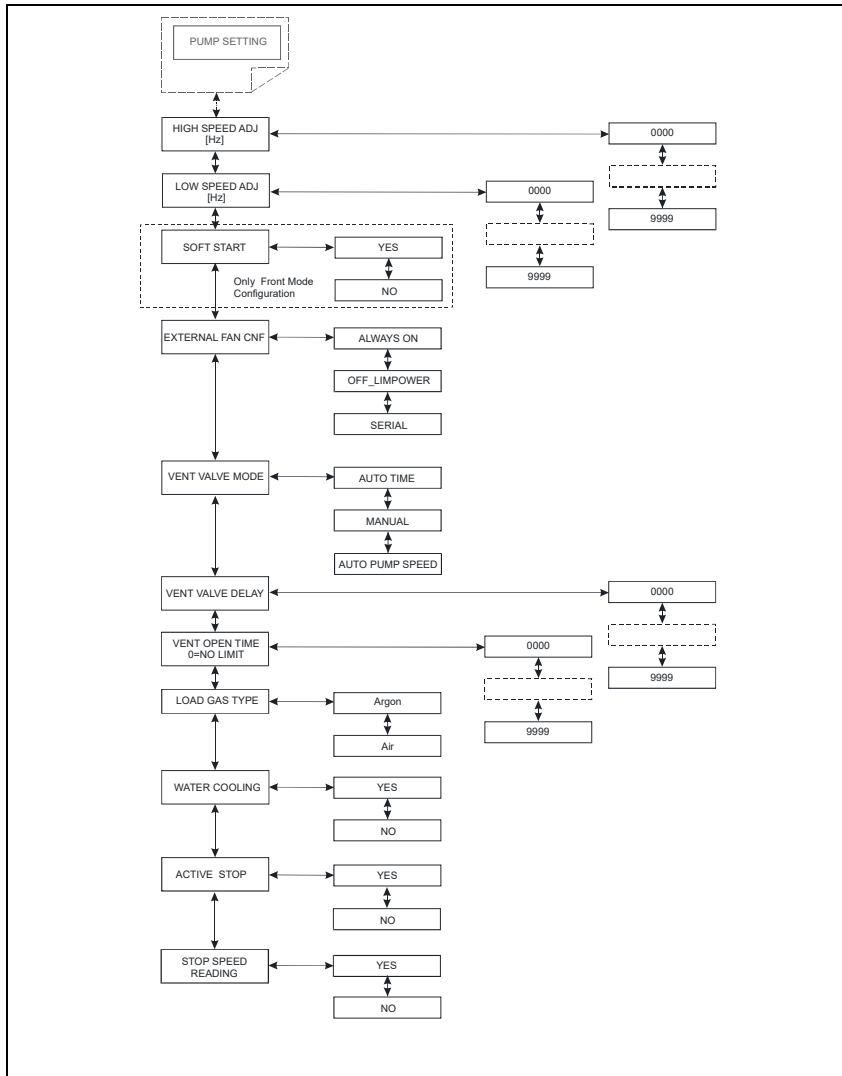 PUMP SETTING
HIGH SPEED ADJ
[Hz]
0000
9999
LOW SPEED ADJ
[Hz]
0000
9999
SOFT START
YES
NO
Only Front Mode
Configuration
EXTERNAL FAN CNF
ALWAYS ON
OFF_LIMPOWER
SERIAL
VENT VALVE MODE
AUTO TIME
MANUAL
AUTO PUMP SPEED
VENT VALVE DELAY
0000
9999
VENT OPEN TIME
0=NO LIMIT
0000
9999
LOAD GAS TYPE
Argon
Air
WATER COOLING
YES
NO
ACTIVE STOP
YES
NO
STOP SPEED
READING
YES
NO